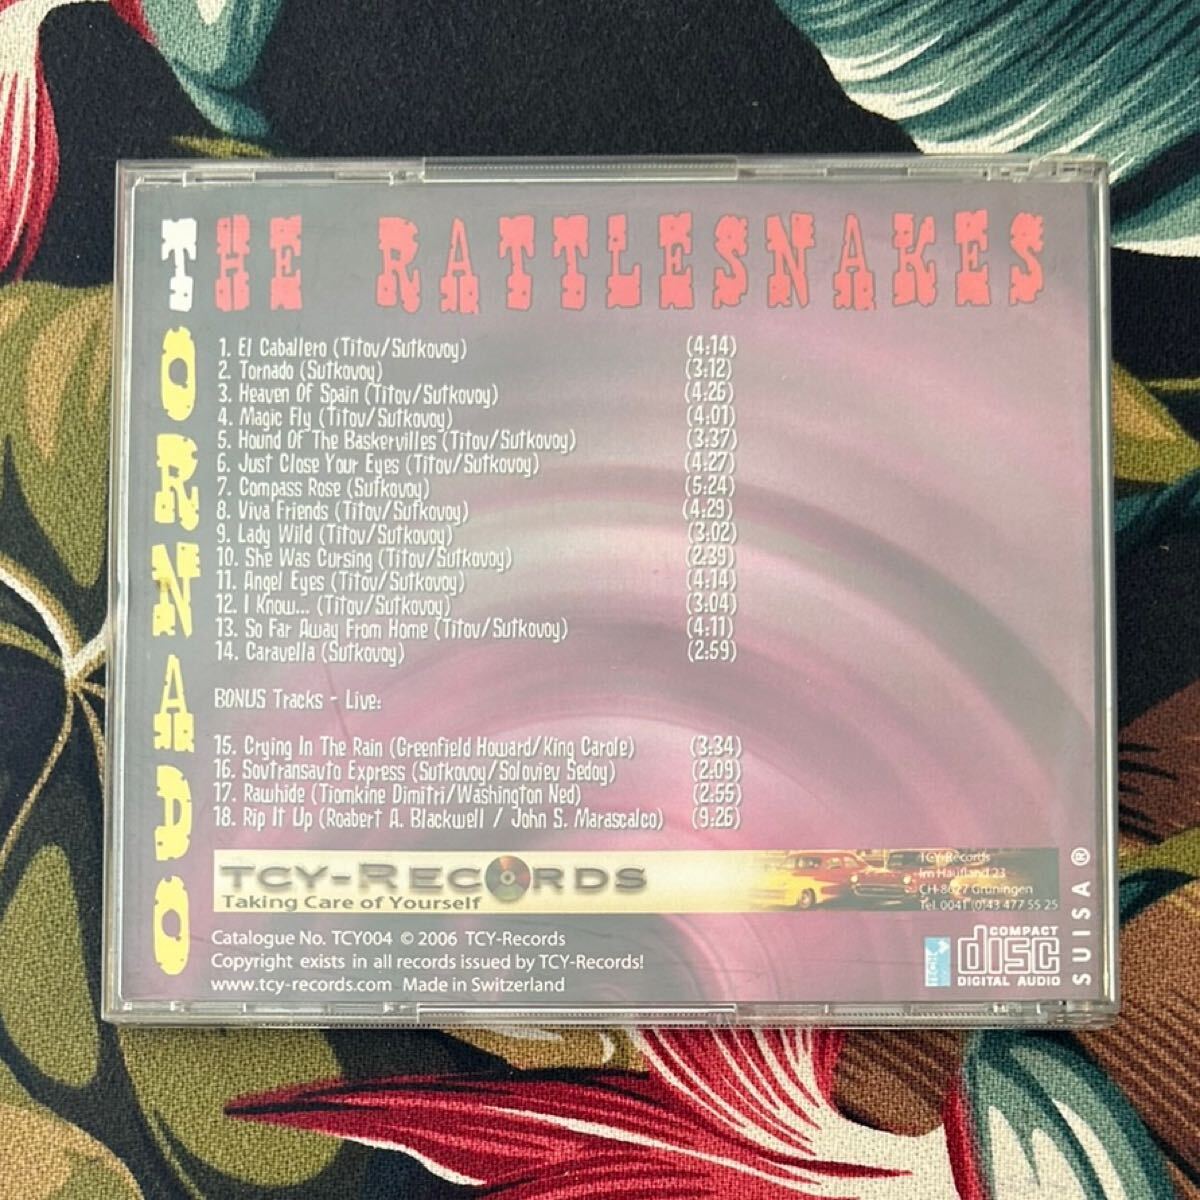 THE RATTLESNAKES
TORNADO
1. El Caballero (Titov/Sutkovoy) (4:14)
2. Tornado (Sutkovoy) (3:12)
3. Heaven Of Spain (Titov/Sutkovoy) (4:26)
4. Magic Fly (Titov/Sutkovoy) (4:01)
5. Hound Of The Baskervilles (Titov/Sutkovoy) (3:37)
6. Just Close Your Eyes (Titov/Sutkovoy) (4:27)
7. Compass Rose (Sutkovoy) (5:24)
8. Viva Friends (Titov/Sutkovoy) (4:29)
9. Lady Wild (Titov/Sutkovoy) (3:02)
10. She Was Cursing (Titov/Sutkovoy) (2:39)
11. Angel Eyes (Titov/Sutkovoy) (4:14)
12. I Know... (Titov/Sutkovoy) (3:04)
13. So Far Away From Home (Titov/Sutkovoy) (4:11)
14. Caravella (Sutkovoy) (2:59)
BONUS Tracks - Live:
15. Crying In The Rain (Greenfield Howard/King Carole) (3:34)
16. Sovtransavto Express (Sutkovoy/Soloviev Sedoy) (2:09)
17. Rawhide (Tiomkine Dimitri/Washington Ned) (2:55)
18. Rip It Up (Roabert A. Blackwell / John S. Marascalco) (9:26)
TCY-RECORDS
Taking Care of Yourself
TCY-Records
Im Haufland 23
CH-8627 Grüningen
Tel. 0041 (0)43 477 55 25
Catalogue No. TCY004 © 2006 TCY-Records
Copyright exists in all records issued by TCY-Records!
www.tcy-records.com Made in Switzerland
COMPACT
disc
DIGITAL AUDIO
SUISA ®